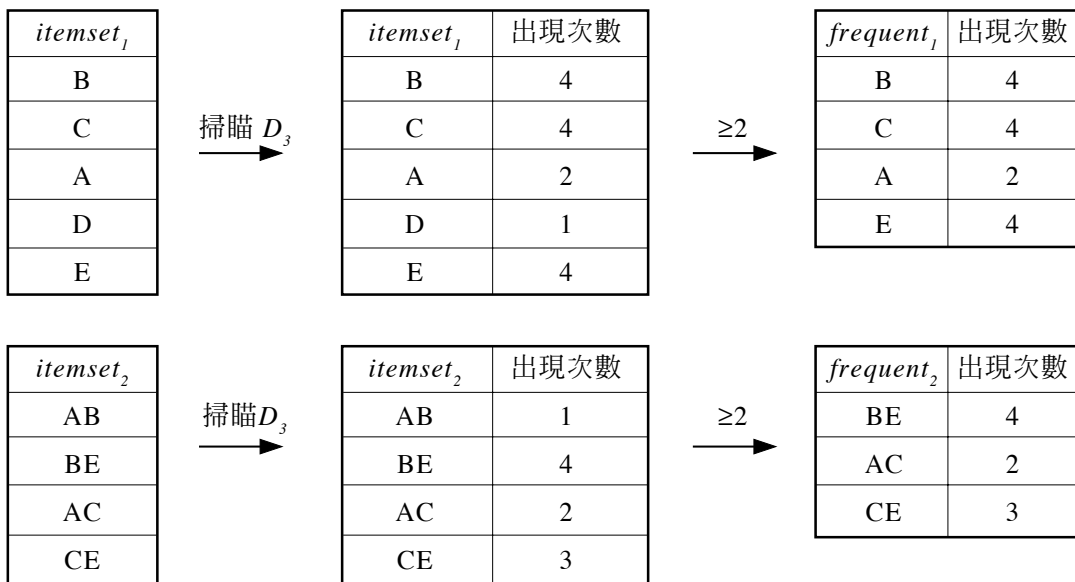 itemset₁
B
C
A
D
E
掃瞄 D₃
itemset₁ 出現次數
B 4
C 4
A 2
D 1
E 4
≥2
frequent₁ 出現次數
B 4
C 4
A 2
E 4
itemset₂
AB
BE
AC
CE
掃瞄D₃
itemset₂ 出現次數
AB 1
BE 4
AC 2
CE 3
≥2
frequent₂ 出現次數
BE 4
AC 2
CE 3